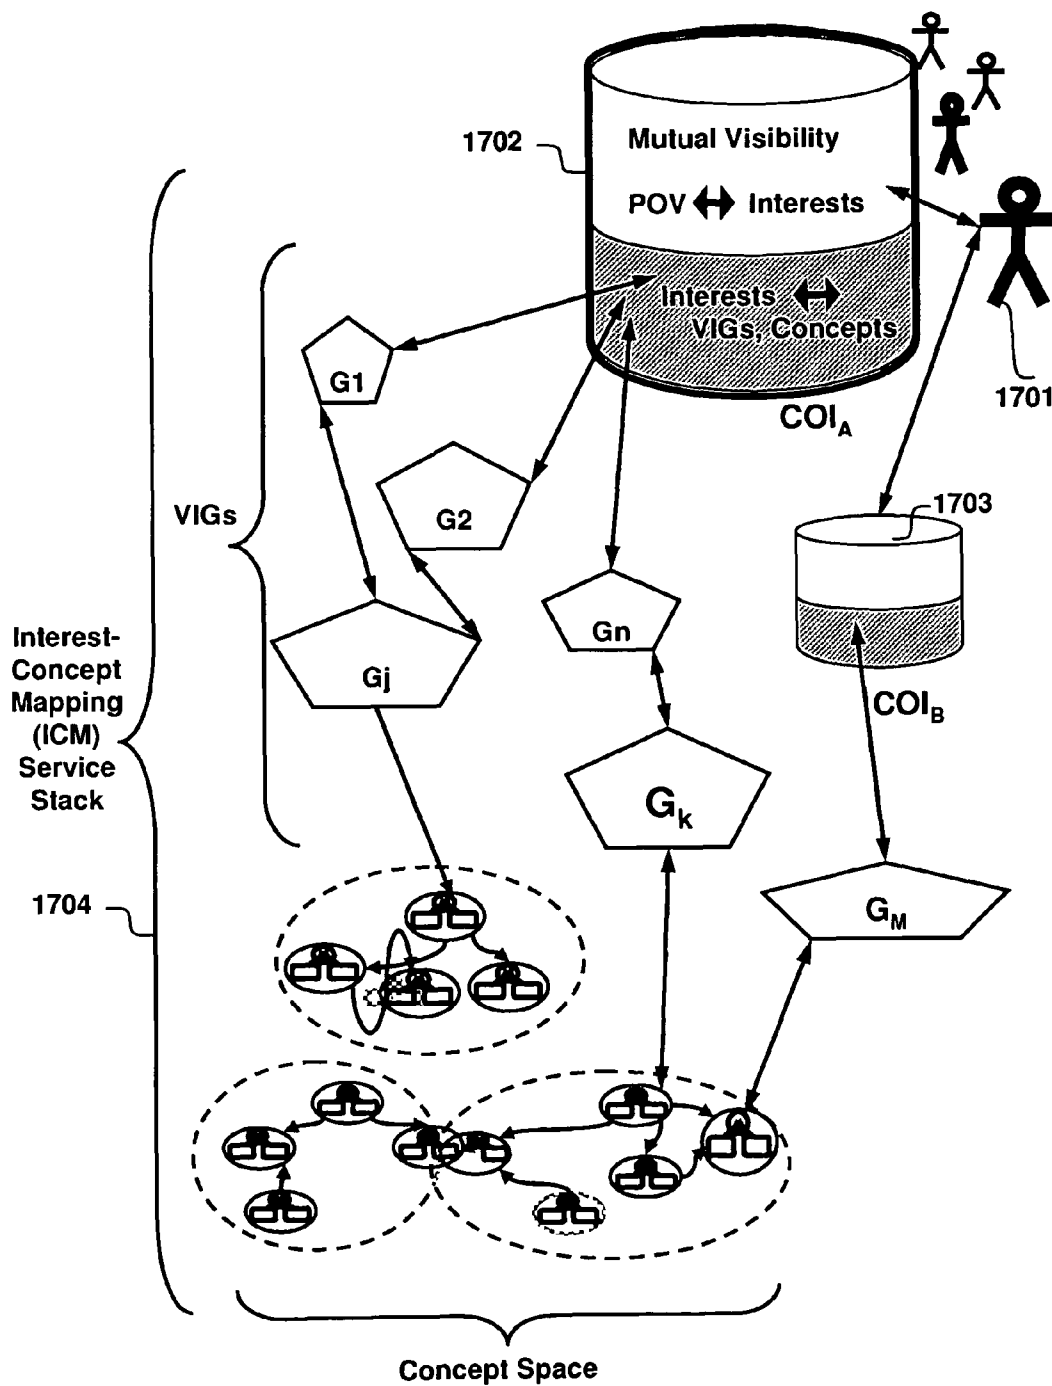 1702
Mutual Visibility
POV Interests
Interests
VIGs, Concepts
COIA
1701
G1
G2
VIGs
1703
Gn
Gj
COIB
Interest-
Concept
Mapping
(ICM)
Service
Stack
Gk
1704
GM
Concept Space